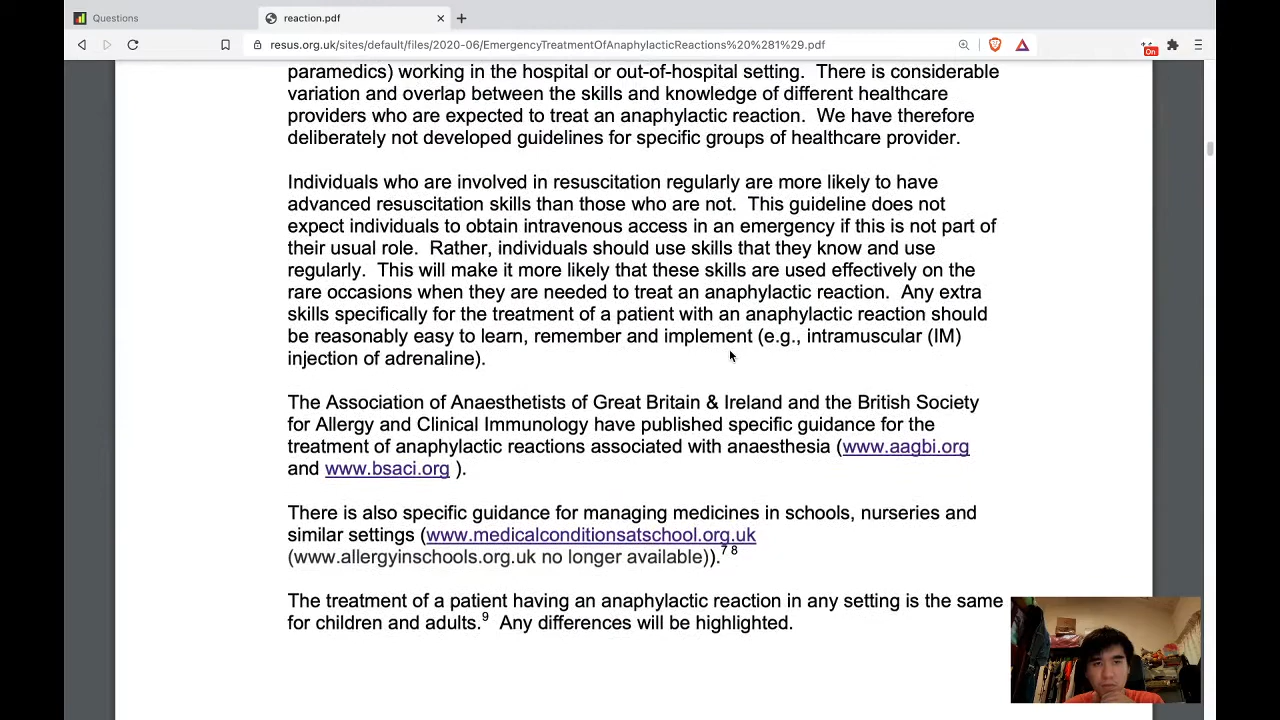 Questions
reaction.pdf
resus.org.uk/sites/default/files/2020-06/EmergencyTreatmentOfAnaphylacticReactions%20%281%29.pdf
On
paramedics) working in the hospital or out-of-hospital setting.  There is considerable
variation and overlap between the skills and knowledge of different healthcare
providers who are expected to treat an anaphylactic reaction.  We have therefore
deliberately not developed guidelines for specific groups of healthcare provider.
Individuals who are involved in resuscitation regularly are more likely to have
advanced resuscitation skills than those who are not.  This guideline does not
expect individuals to obtain intravenous access in an emergency if this is not part of
their usual role.  Rather, individuals should use skills that they know and use
regularly.  This will make it more likely that these skills are used effectively on the
rare occasions when they are needed to treat an anaphylactic reaction.  Any extra
skills specifically for the treatment of a patient with an anaphylactic reaction should
be reasonably easy to learn, remember and implement (e.g., intramuscular (IM)
injection of adrenaline).
The Association of Anaesthetists of Great Britain & Ireland and the British Society
for Allergy and Clinical Immunology have published specific guidance for the
treatment of anaphylactic reactions associated with anaesthesia (www.aagbi.org
and www.bsaci.org ).
There is also specific guidance for managing medicines in schools, nurseries and
similar settings (www.medicalconditionsatschool.org.uk
(www.allergyinschools.org.uk no longer available)).7 8
The treatment of a patient having an anaphylactic reaction in any setting is the same
for children and adults.9  Any differences will be highlighted.